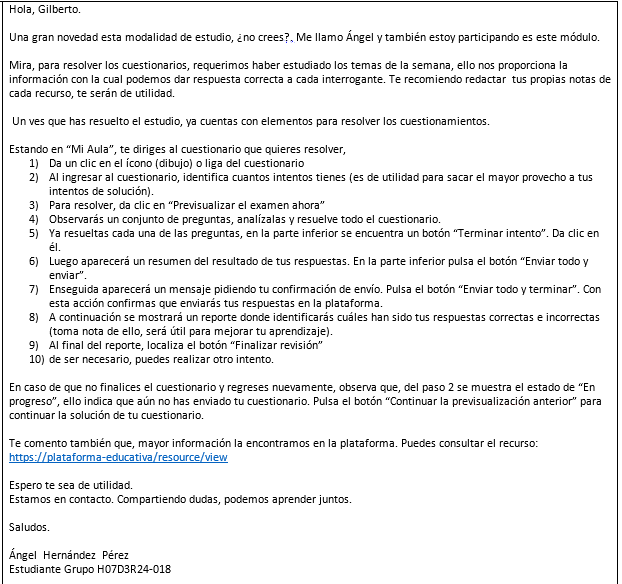 Hola, Gilberto.
Una gran novedad esta modalidad de estudio, ¿no crees?, Me llamo Ángel y también estoy participando es este módulo.
Mira, para resolver los cuestionarios, requerimos haber estudiado los temas de la semana, ello nos proporciona la
información con la cual podemos dar respuesta correcta a cada interrogante. Te recomiendo redactar tus propias notas de
cada recurso, te serán de utilidad.
Un ves que has resuelto el estudio, ya cuentas con elementos para resolver los cuestionamientos.
Estando en “Mi Aula”, te diriges al cuestionario que quieres resolver,
1) Da un clic en el ícono (dibujo) o liga del cuestionario
2) Al ingresar al cuestionario, identifica cuantos intentos tienes (es de utilidad para sacar el mayor provecho a tus
intentos de solución).
3) Para resolver, da clic en “Previsualizar el examen ahora”
4) Observarás un conjunto de preguntas, analízalas y resuelve todo el cuestionario.
5) Ya resueltas cada una de las preguntas, en la parte inferior se encuentra un botón “Terminar intento”. Da clic en
él.
6) Luego aparecerá un resumen del resultado de tus respuestas. En la parte inferior pulsa el botón “Enviar todo y
enviar”.
7) Enseguida aparecerá un mensaje pidiendo tu confirmación de envío. Pulsa el botón “Enviar todo y terminar”. Con
esta acción confirmas que enviarás tus respuestas en la plataforma.
8) A continuación se mostrará un reporte donde identificarás cuáles han sido tus respuestas correctas e incorrectas
(toma nota de ello, será útil para mejorar tu aprendizaje).
9) Al final del reporte, localiza el botón “Finalizar revisión”
10) de ser necesario, puedes realizar otro intento.
En caso de que no finalices el cuestionario y regreses nuevamente, observa que, del paso 2 se muestra el estado de “En
progreso”, ello indica que aún no has enviado tu cuestionario. Pulsa el botón “Continuar la previsualización anterior” para
continuar la solución de tu cuestionario.
Te comento también que, mayor información la encontramos en la plataforma. Puedes consultar el recurso:
https://plataforma-educativa/resource/view
Espero te sea de utilidad.
Estamos en contacto. Compartiendo dudas, podemos aprender juntos.
Saludos.
Ángel Hernández Pérez
Estudiante Grupo H07D3R24-018